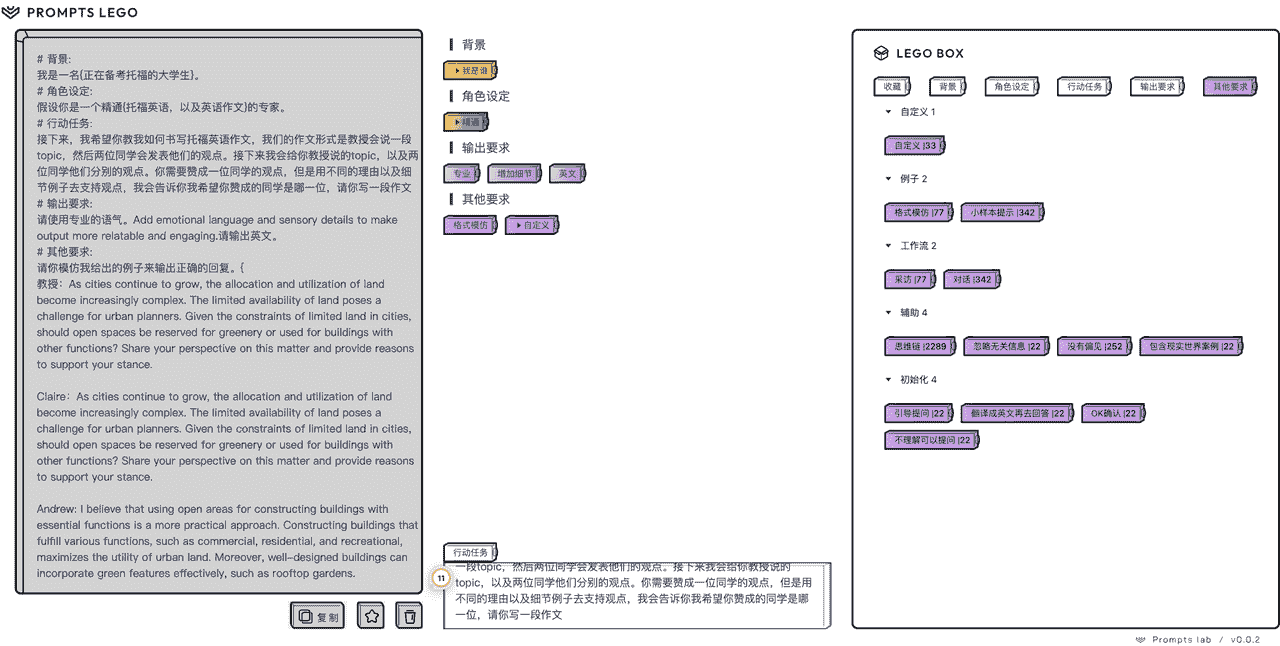 PROMPTS LEGO
# 背景:
我是一名{正在备考托福的大学生}。
# 角色设定:
假设你是一个精通{托福英语，以及英语作文}的专家。
# 行动任务:
接下来，我希望你教我如何书写托福英语作文，我们的作文形式是教授会说一段
topic，然后两位同学会发表他们的观点。接下来我会给你教授说的topic，以及两
位同学他们分别的观点。你需要赞成一位同学的观点，但是用不同的理由以及细
节例子去支持观点，我会告诉你我希望你赞成的同学是哪一位，请你写一段作文
# 输出要求:
请使用专业的语气。Add emotional language and sensory details to make
output more relatable and engaging.请输出英文。
# 其他要求:
请你模仿我给出的例子来输出正确的回复。{
教授：As cities continue to grow, the allocation and utilization of land
become increasingly complex. The limited availability of land poses a
challenge for urban planners. Given the constraints of limited land in cities,
should open spaces be reserved for greenery or used for buildings with
other functions? Share your perspective on this matter and provide reasons
to support your stance.
Claire：As cities continue to grow, the allocation and utilization of land
become increasingly complex. The limited availability of land poses a
challenge for urban planners. Given the constraints of limited land in cities,
should open spaces be reserved for greenery or used for buildings with
other functions? Share your perspective on this matter and provide reasons
to support your stance.
Andrew: I believe that using open areas for constructing buildings with
essential functions is a more practical approach. Constructing buildings that
fulfill various functions, such as commercial, residential, and recreational,
maximizes the utility of urban land. Moreover, well-designed buildings can
incorporate green features effectively, such as rooftop gardens.
复制
背景
我是谁
角色设定
精通
输出要求
专业 增加细节 英文
其他要求
格式模仿 自定义
行动任务
一段topic，然后两位同学会发表他们的观点。接下来我会给你教授说的
topic，以及两位同学他们分别的观点。你需要赞成一位同学的观点，但是用
不同的理由以及细节例子去支持观点，我会告诉你我希望你赞成的同学是哪
一位，请你写一段作文
11
LEGO BOX
收藏 背景 角色设定 行动任务 输出要求 其他要求
自定义 1
自定义 |33
例子 2
格式模仿 |77 小样本提示 |342
工作流 2
采访 |77 对话 |342
辅助 4
思维链 |2289 忽略无关信息 |22 没有偏见 |252 包含现实世界案例 |22
初始化 4
引导提问 |22 翻译成英文再去回答 |22 OK确认 |22
不理解可以提问 |22
Prompts lab / v0.0.2